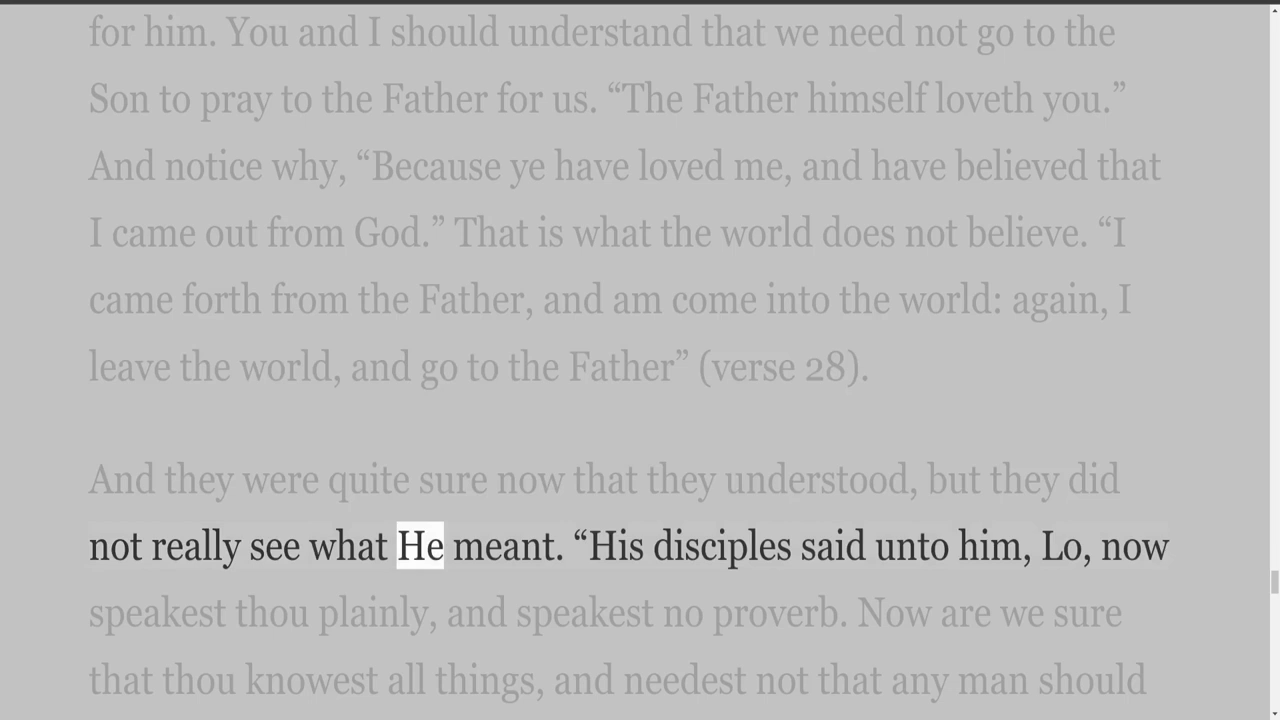 for him. You and I should understand that we need not go to the
Son to pray to the Father for us. “The Father himself loveth you.”
And notice why, “Because ye have loved me, and have believed that
I came out from God.” That is what the world does not believe. “I
came forth from the Father, and am come into the world: again, I
leave the world, and go to the Father” (verse 28).
And they were quite sure now that they understood, but they did
not really see what He meant. “His disciples said unto him, Lo, now
speakest thou plainly, and speakest no proverb. Now are we sure
that thou knowest all things, and needest not that any man should